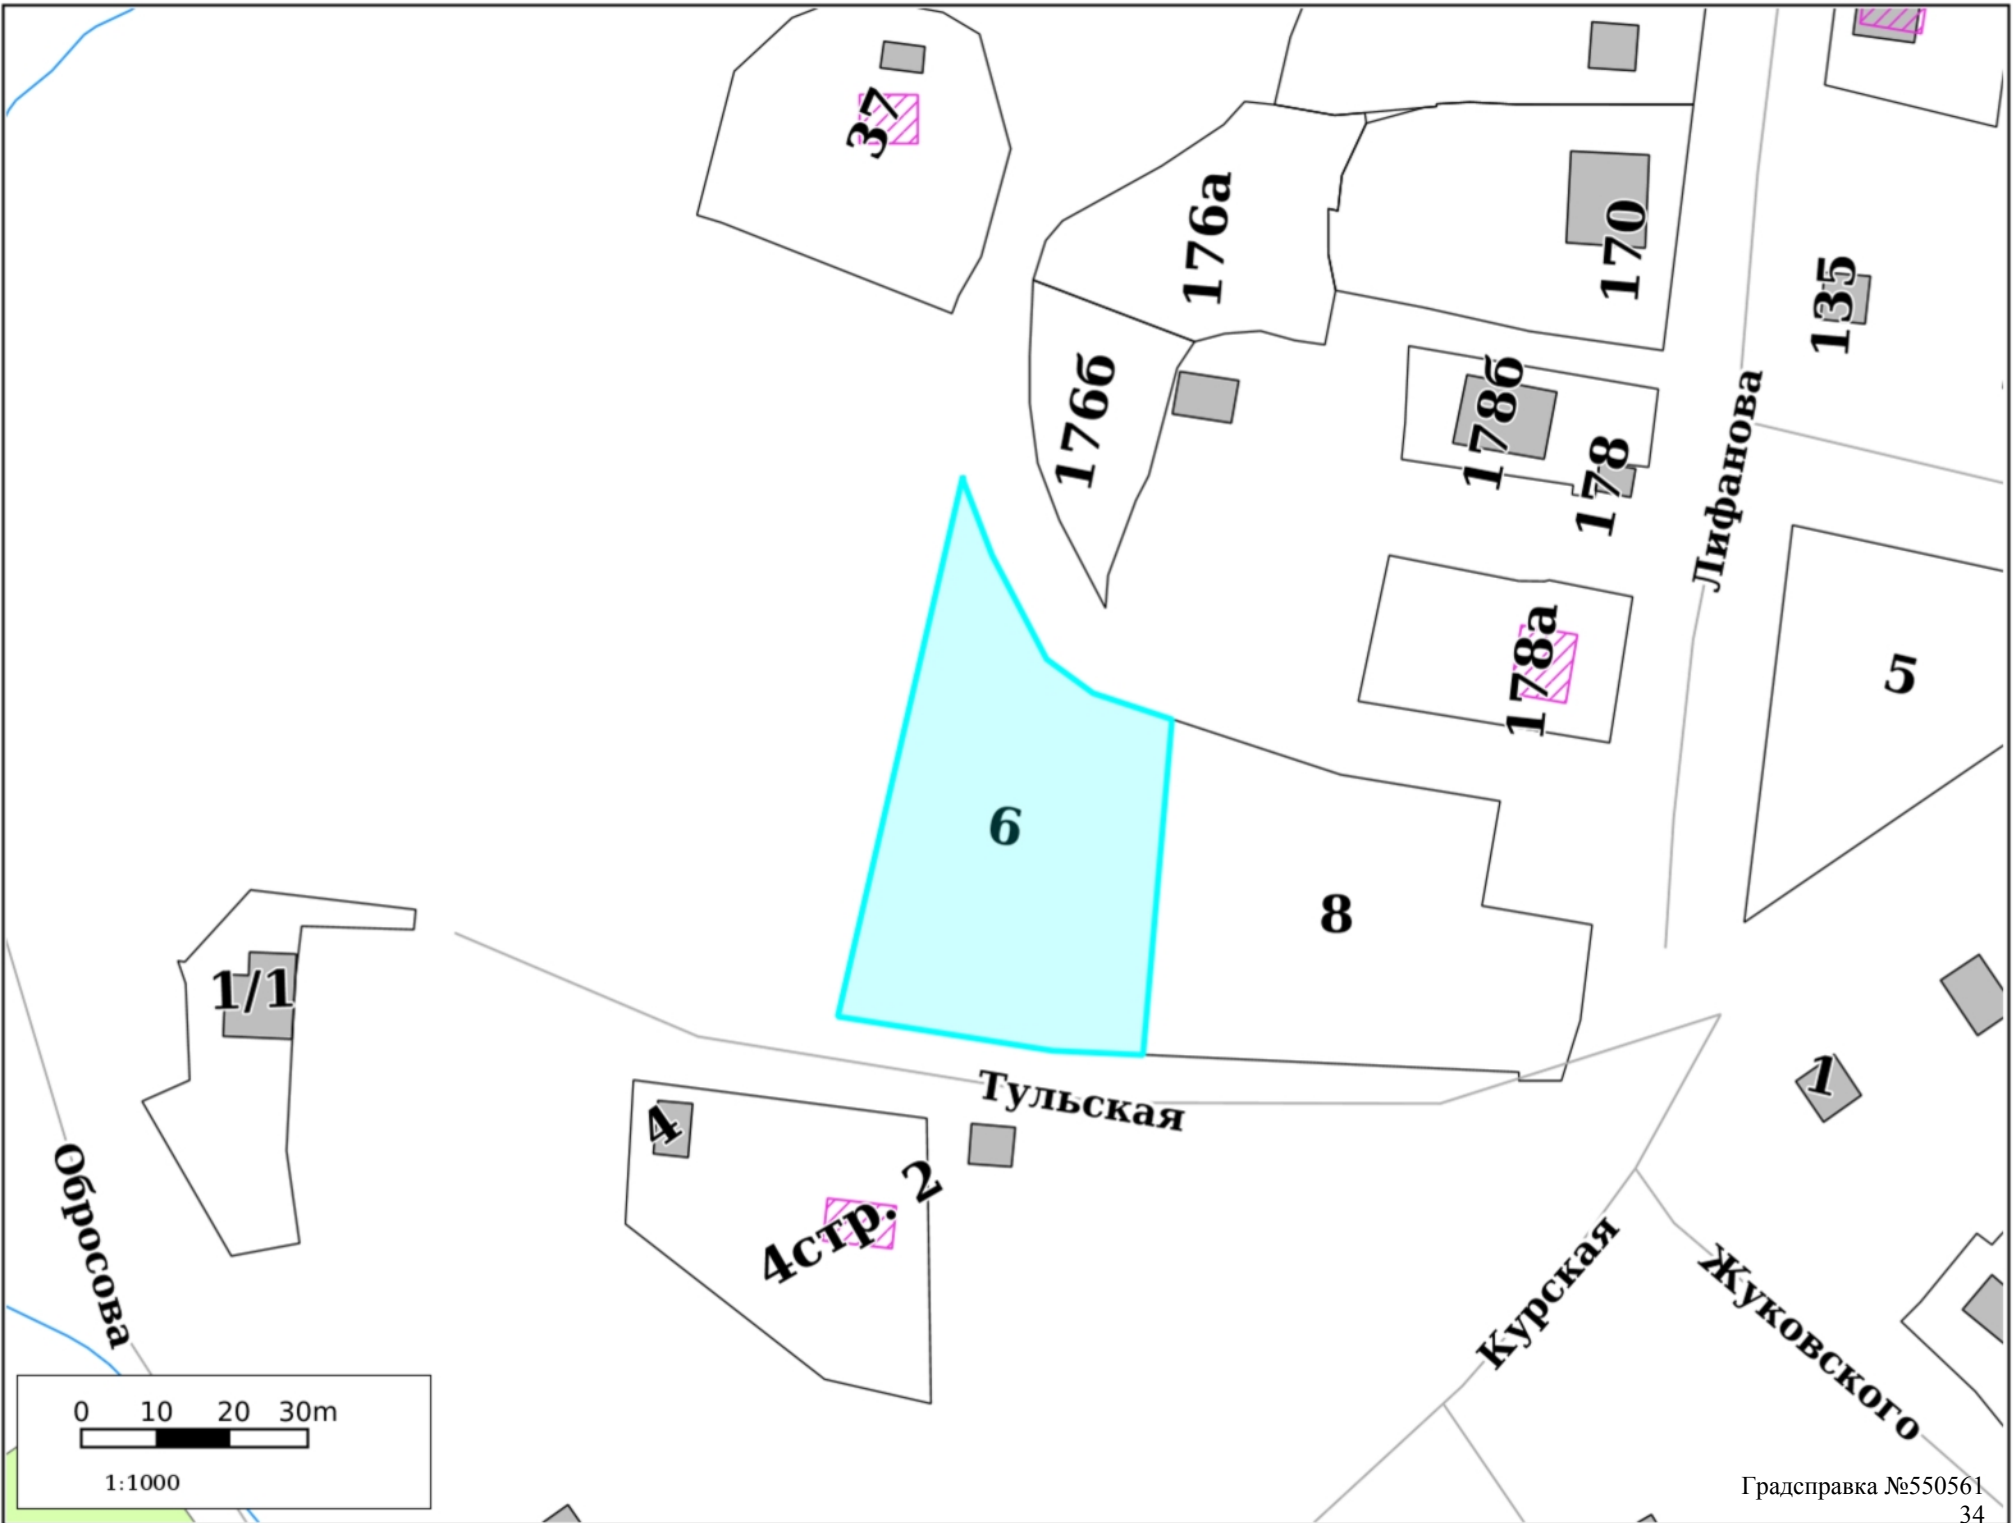 37
176а
170
135
176б
178б
178
Лифанова
178а
5
6
8
1/1
1
Тульская
4
4стр. 2
Обросова
Курская
Жуковского
0 10 20 30m
1:1000
Градсправка №550561
34